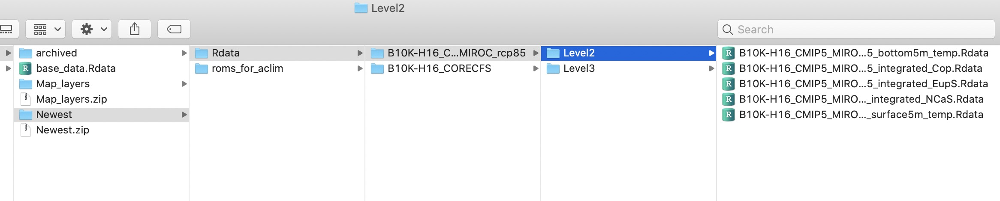 Level2
Search
archived
base_data.Rdata
Map_layers
Map_layers.zip
Newest
Newest.zip
Rdata
roms_for_aclim
B10K-H16_C...MIROC_rcp85
B10K-H16_CORECFS
Level2
Level3
R B10K-H16_CMIP5_MIRO...5_bottom5m_temp.Rdata
R B10K-H16_CMIP5_MIRO...5_integrated_Cop.Rdata
R B10K-H16_CMIP5_MIRO...5_integrated_EupS.Rdata
R B10K-H16_CMIP5_MIRO..._integrated_NCaS.Rdata
R B10K-H16_CMIP5_MIRO..._surface5m_temp.Rdata